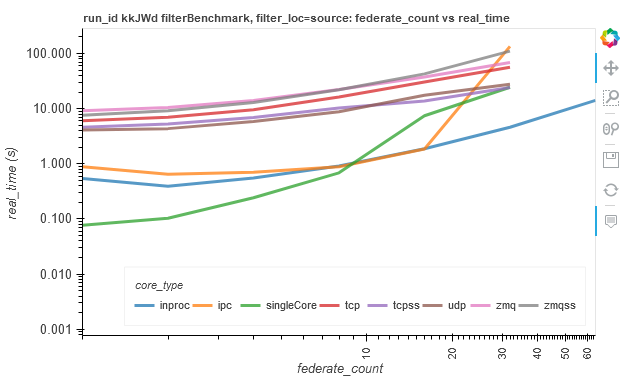 run_id kkJWd filterBenchmark, filter_loc=source: federate_count vs real_time
100.000
10.000
1.000
0.100
0.010
0.001
real_time (s)
core_type
inproc ipc singleCore tcp tcpss udp zmq zmqss
10 20 30 40 50 60
federate_count